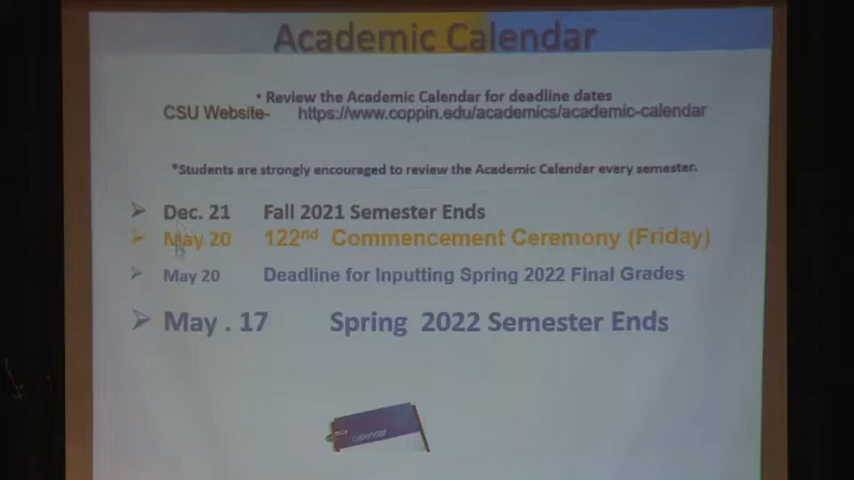 Academic Calendar
* Review the Academic Calendar for deadline dates
CSU Website- https://www.coppin.edu/academics/academic-calendar
*Students are strongly encouraged to review the Academic Calendar every semester.
Dec. 21 Fall 2021 Semester Ends
May 20 122nd Commencement Ceremony (Friday)
May 20 Deadline for Inputting Spring 2022 Final Grades
May . 17 Spring 2022 Semester Ends
calendar